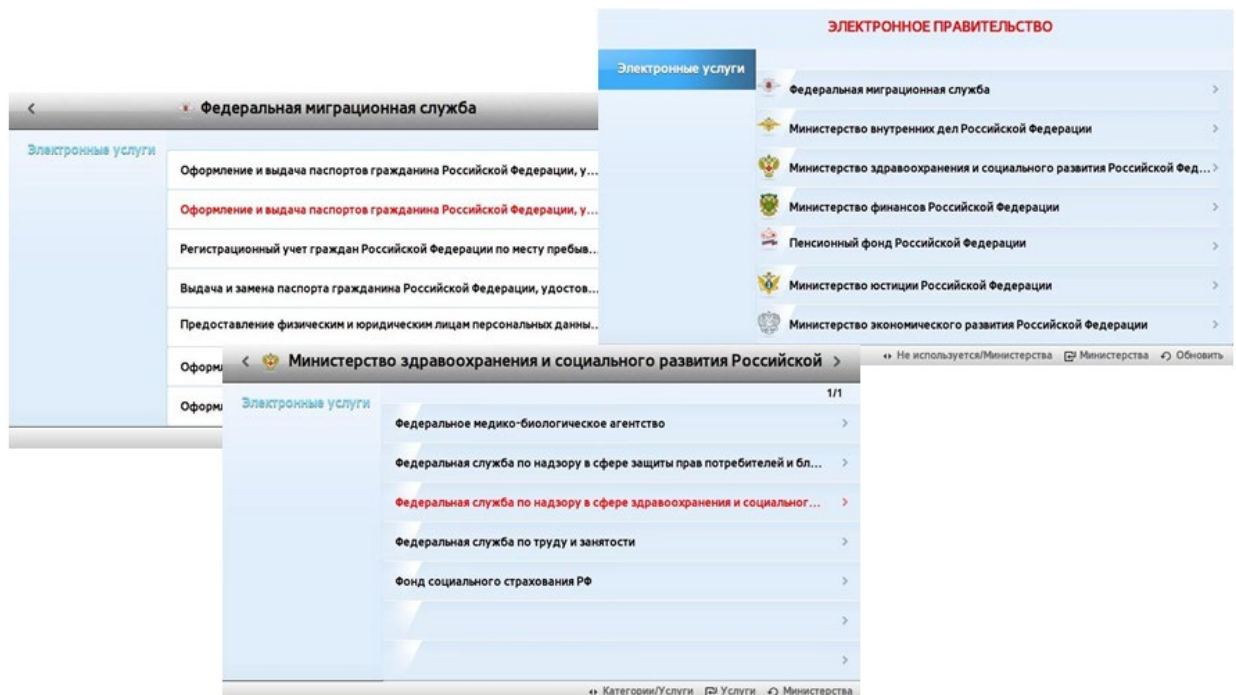 ЭЛЕКТРОННОЕ ПРАВИТЕЛЬСТВО
Электронные услуги
Федеральная миграционная служба
Министерство внутренних дел Российской Федерации
Министерство здравоохранения и социального развития Российской Фед...
Министерство финансов Российской Федерации
Пенсионный фонд Российской Федерации
Министерство юстиции Российской Федерации
Министерство экономического развития Российской Федерации
Не используется/Министерства Министерства Обновить
Федеральная миграционная служба
Электронные услуги
Оформление и выдача паспортов гражданина Российской Федерации, у...
Оформление и выдача паспортов гражданина Российской Федерации, у...
Регистрационный учет граждан Российской Федерации по месту пребыв...
Выдача и замена паспорта гражданина Российской Федерации, удостов...
Предоставление физическим и юридическим лицам персональных данны...
Оформ
Оформ
Министерство здравоохранения и социального развития Российской
1/1
Электронные услуги
Федеральное медико-биологическое агентство
Федеральная служба по надзору в сфере защиты прав потребителей и бл...
Федеральная служба по надзору в сфере здравоохранения и социальног...
Федеральная служба по труду и занятости
Фонд социального страхования РФ
Категории/Услуги Услуги Министерства